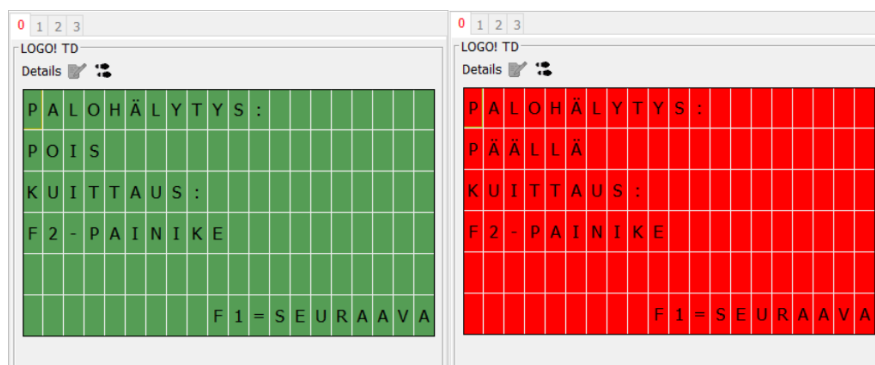 0 1 2 3
LOGO! TD
Details
PALOHÄLYTYS:
POIS
KUITTAUS:
F2-PAINIKE
F1=SEURAAVA
0 1 2 3
LOGO! TD
Details
PALOHÄLYTYS:
PÄÄLLÄ
KUITTAUS:
F2-PAINIKE
F1=SEURAAVA